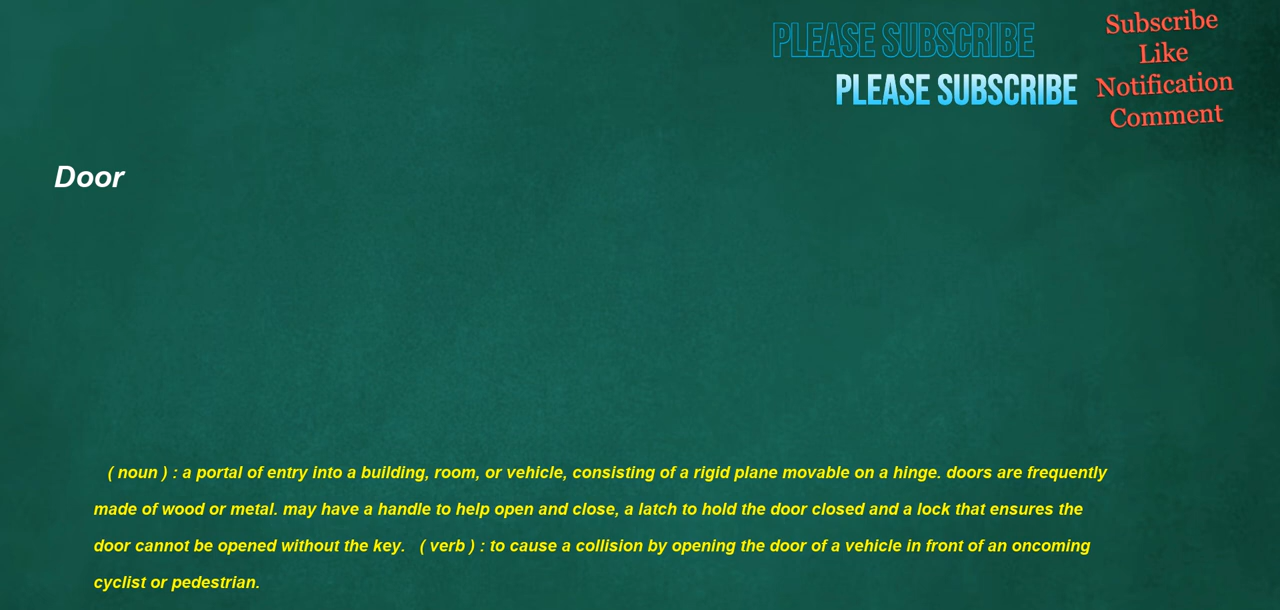 PLEASE SUBSCRIBE
PLEASE SUBSCRIBE
Subscribe
Like
Notification
Comment
Door
( noun ) : a portal of entry into a building, room, or vehicle, consisting of a rigid plane movable on a hinge. doors are frequently
made of wood or metal. may have a handle to help open and close, a latch to hold the door closed and a lock that ensures the
door cannot be opened without the key. ( verb ) : to cause a collision by opening the door of a vehicle in front of an oncoming
cyclist or pedestrian.